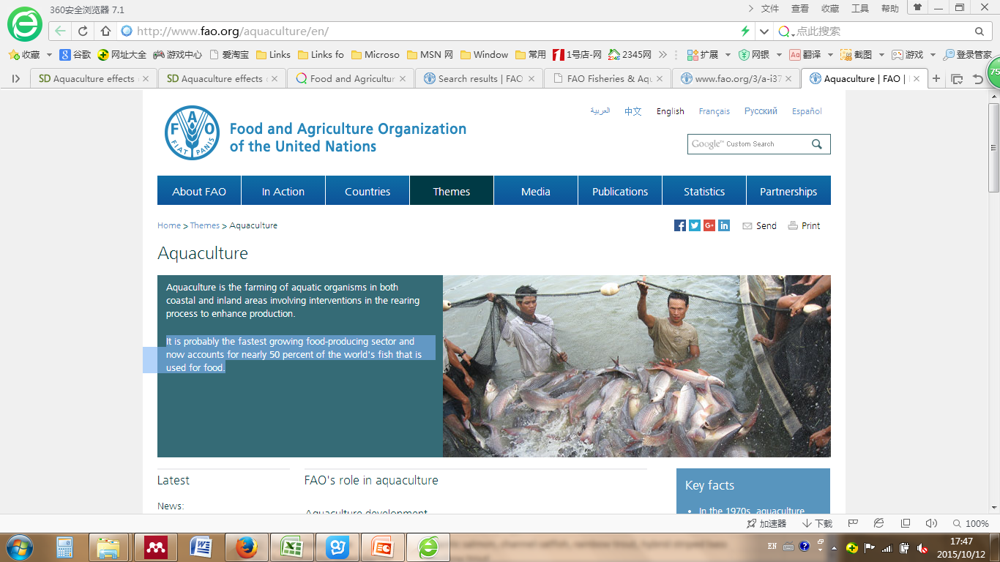 360安全浏览器 7.1
文件 查看 收藏 工具 帮助
http://www.fao.org/aquaculture/en/
点此搜索
收藏 谷歌 网址大全 游戏中心 爱淘宝 Links Links fo Microso MSN 网 Window 常用 1号店-网 2345网 扩展 网银 翻译 截图 游戏 登录管家
SD Aquaculture effects
SD Aquaculture effects
Food and Agricultur
Search results | FAO
FAO Fisheries & Aqu
www.fao.org/3/a-i37
Aquaculture | FAO |
75
العربية 中文 English Français Русский Español
F A O
FIAT PANIS
Food and Agriculture Organization
of the United Nations
Google™ Custom Search
About FAO In Action Countries Themes Media Publications Statistics Partnerships
Home > Themes > Aquaculture
Send Print
Aquaculture
Aquaculture is the farming of aquatic organisms in both
coastal and inland areas involving interventions in the rearing
process to enhance production.
It is probably the fastest growing food-producing sector and
now accounts for nearly 50 percent of the world's fish that is
used for food.
Latest
FAO's role in aquaculture
Key facts
News:
Aquaculture development
In the 1970s, aquaculture
加速器 下载 100%
EN
17:47
2015/10/12